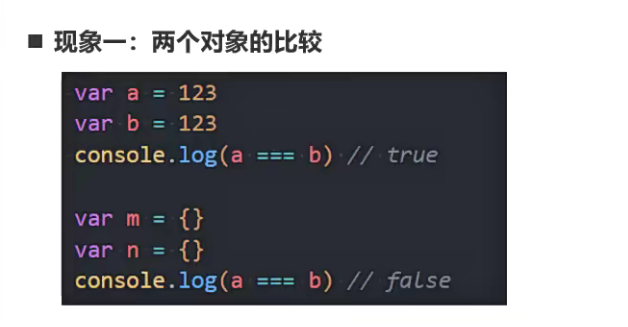 ■ 现象一：两个对象的比较
var a = 123
var b = 123
console.log(a === b) // true
var m = {}
var n = {}
console.log(a === b) // false